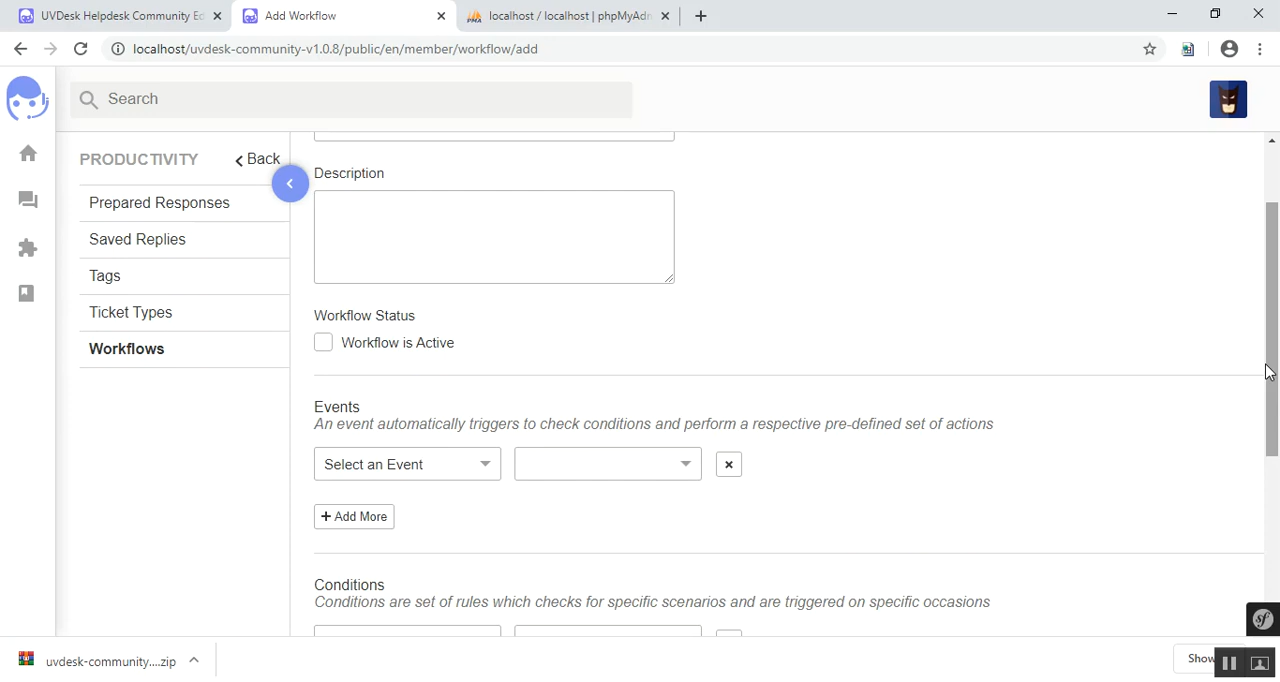 UVDesk Helpdesk Community Ed
Add Workflow
localhost / localhost | phpMyAdm
localhost/uvdesk-community-v1.0.8/public/en/member/workflow/add
Search
PRODUCTIVITY
Back
Prepared Responses
Saved Replies
Tags
Ticket Types
Workflows
Description
Workflow Status
Workflow is Active
Events
An event automatically triggers to check conditions and perform a respective pre-defined set of actions
Select an Event
+ Add More
Conditions
Conditions are set of rules which checks for specific scenarios and are triggered on specific occasions
uvdesk-community....zip
Show